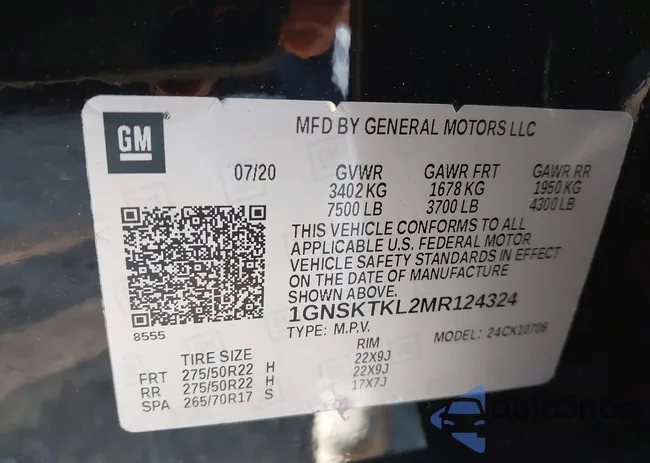 GM
MFD BY GENERAL MOTORS LLC
07/20 GVWR GAWR FRT GAWR RR
3402 KG 1678 KG 1950 KG
7500 LB 3700 LB 4300 LB
THIS VEHICLE CONFORMS TO ALL
APPLICABLE U.S. FEDERAL MOTOR
VEHICLE SAFETY STANDARDS IN EFFECT
ON THE DATE OF MANUFACTURE
SHOWN ABOVE.
1GNSKTKL2MR124324
8555
TYPE: M.P.V. MODEL: 24CK10706
TIRE SIZE RIM
FRT 275/50R22 H 22X9J
RR 275/50R22 H 22X9J
SPA 265/70R17 S 17X7J
AutoSnap